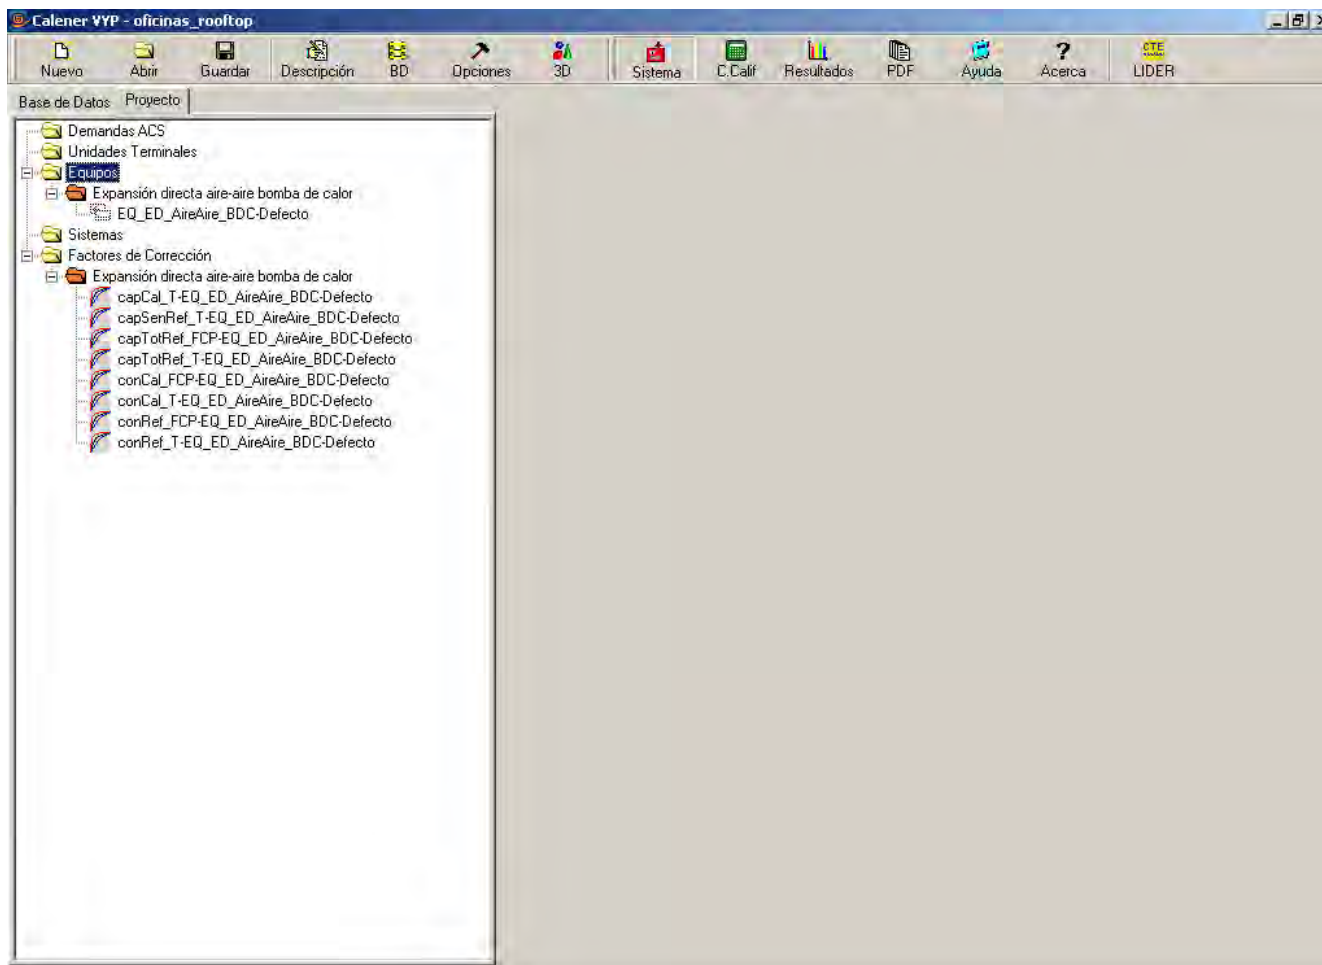 Calener VYP - oficinas_rooftop
Nuevo Abrir Guardar Descripción BD Opciones 3D Sistema C.Calif Resultados PDF Ayuda ? Acerca CTE LIDER
Base de Datos Proyecto
Demandas ACS
Unidades Terminales
Equipos
Expansión directa aire-aire bomba de calor
EQ_ED_AireAire_BDC-Defecto
Sistemas
Factores de Corrección
Expansión directa aire-aire bomba de calor
capCal_T-EQ_ED_AireAire_BDC-Defecto
capSenRef_T-EQ_ED_AireAire_BDC-Defecto
capTotRef_FCP-EQ_ED_AireAire_BDC-Defecto
capTotRef_T-EQ_ED_AireAire_BDC-Defecto
conCal_FCP-EQ_ED_AireAire_BDC-Defecto
conCal_T-EQ_ED_AireAire_BDC-Defecto
conRef_FCP-EQ_ED_AireAire_BDC-Defecto
conRef_T-EQ_ED_AireAire_BDC-Defecto